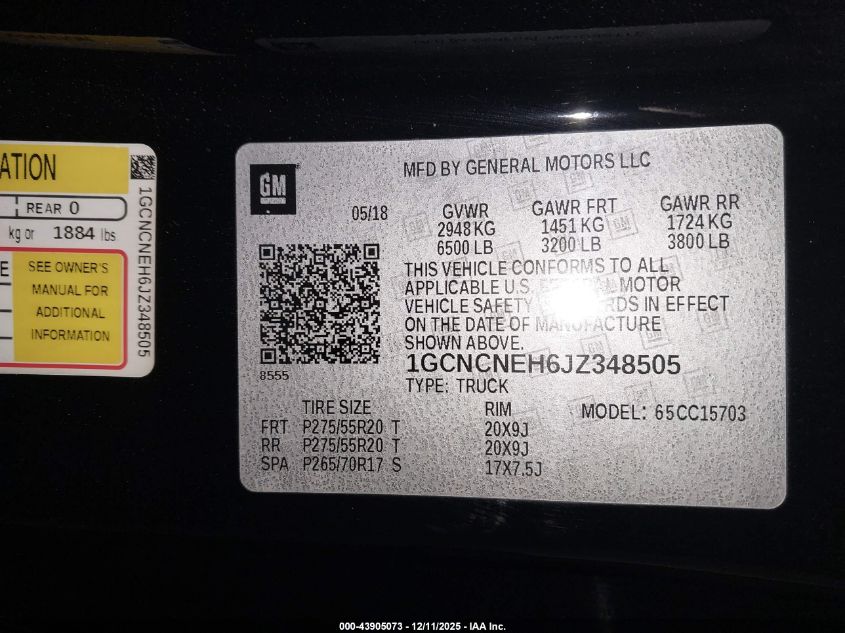 ATION
REAR 0
kg or 1884 lbs
E SEE OWNER'S
MANUAL FOR
ADDITIONAL
INFORMATION
1GCNCNEH6JZ348505
GM
MFD BY GENERAL MOTORS LLC
05/18
GVWR GAWR FRT GAWR RR
2948 KG 1451 KG 1724 KG
6500 LB 3200 LB 3800 LB
THIS VEHICLE CONFORMS TO ALL
APPLICABLE U.S. MOTOR
VEHICLE SAFETY RDS IN EFFECT
ON THE DATE OF MANUFACTURE
SHOWN ABOVE.
1GCNCNEH6JZ348505
TYPE: TRUCK
8555
TIRE SIZE RIM MODEL: 65CC15703
FRT P275/55R20 T 20X9J
RR P275/55R20 T 20X9J
SPA P265/70R17 S 17X7.5J
000-43905073 - 12/11/2025 - IAA Inc.